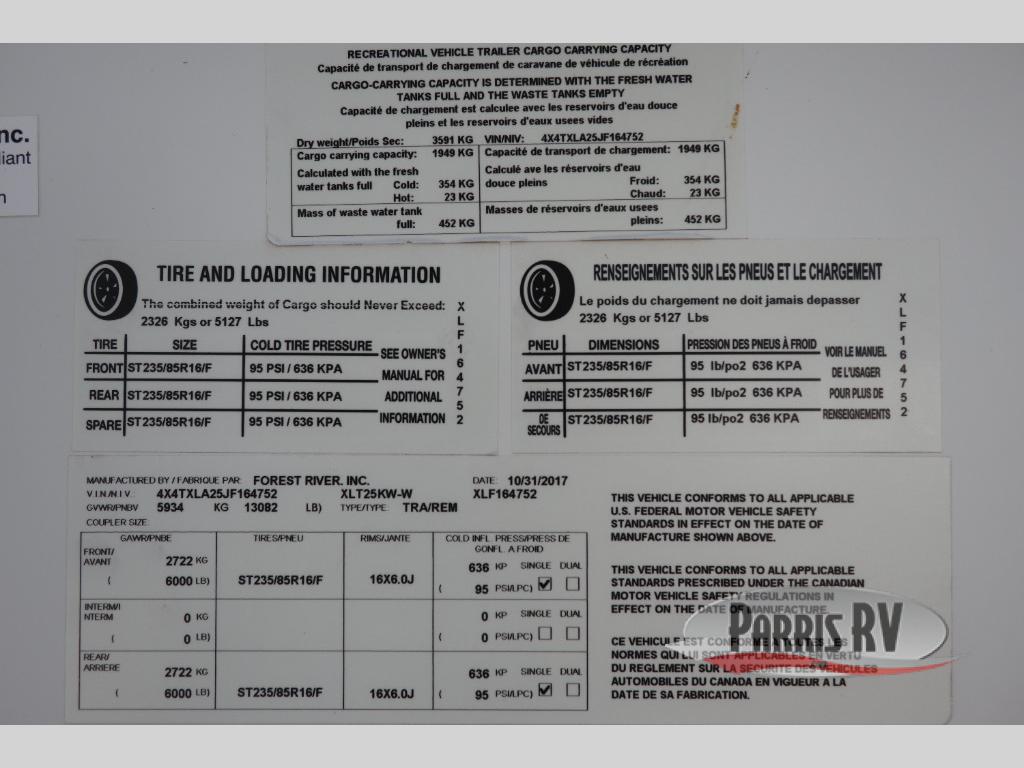 nc.
liant
n
RECREATIONAL VEHICLE TRAILER CARGO CARRYING CAPACITY
Capacité de transport de chargement de caravane de véhicule de récréation
CARGO-CARRYING CAPACITY IS DETERMINED WITH THE FRESH WATER
TANKS FULL AND THE WASTE TANKS EMPTY
Capacité de chargement est calculee avec les reservoirs d'eau douce
pleins et les reservoirs d'eaux usees vides
Dry weight/Poids Sec: 3591 KG VIN/NIV: 4X4TXLA25JF164752
Cargo carrying capacity: 1949 KG Capacité de transport de chargement: 1949 KG
Calculated with the fresh Calculé ave les réservoirs d'eau
water tanks full Cold: 354 KG douce pleins Froid: 354 KG
Hot: 23 KG Chaud: 23 KG
Mass of waste water tank Masses de réservoirs d'eaux usees
full: 452 KG pleins: 452 KG
TIRE AND LOADING INFORMATION
The combined weight of Cargo should Never Exceed:
2326 Kgs or 5127 Lbs
TIRE SIZE COLD TIRE PRESSURE
FRONT ST235/85R16/F 95 PSI / 636 KPA
REAR ST235/85R16/F 95 PSI / 636 KPA
SPARE ST235/85R16/F 95 PSI / 636 KPA
SEE OWNER'S
MANUAL FOR
ADDITIONAL
INFORMATION
XLF164752
RENSEIGNEMENTS SUR LES PNEUS ET LE CHARGEMENT
Le poids du chargement ne doit jamais depasser
2326 Kgs or 5127 Lbs
PNEU DIMENSIONS PRESSION DES PNEUS À FROID
AVANT ST235/85R16/F 95 lb/po2 636 KPA
ARRIÈRE ST235/85R16/F 95 lb/po2 636 KPA
DE SECOURS ST235/85R16/F 95 lb/po2 636 KPA
VOIR LE MANUEL
DE L'USAGER
POUR PLUS DE
RENSEIGNEMENTS
XLF164752
MANUFACTURED BY / FABRIQUE PAR: FOREST RIVER, INC. DATE: 10/31/2017
V.I.N/N.I.V.: 4X4TXLA25JF164752 XLT25KW-W XLF164752
GVWR/PNBV 5934 KG 13082 LB) TYPE/TYPE: TRA/REM
COUPLER SIZE:
GAWR/PNBE TIRES/PNEU RIMS/JANTE COLD INFL. PRESS/PRESS DE
GONFL. A FROID
FRONT/
AVANT 2722 KG 636 KP SINGLE DUAL
( 6000 LB) ST235/85R16/F 16X6.0J ( 95 PSI/LPC)
INTERM/I
NTERM 0 KG 0 KP SINGLE DUAL
( 0 LB) ( 0 PSI/LPC)
REAR/
ARRIERE 2722 KG 636 KP SINGLE DUAL
( 6000 LB) ST235/85R16/F 16X6.0J ( 95 PSI/LPC)
THIS VEHICLE CONFORMS TO ALL APPLICABLE
U.S. FEDERAL MOTOR VEHICLE SAFETY
STANDARDS IN EFFECT ON THE DATE OF
MANUFACTURE SHOWN ABOVE.
THIS VEHICLE CONFORMS TO ALL APPLICABLE
STANDARDS PRESCRIBED UNDER THE CANADIAN
MOTOR VEHICLE SAFETY REGULATIONS IN
EFFECT ON THE DATE OF MANUFACTURE.
CE VEHICULE EST CONFORME A TOUTES LES
NORMES QUI LUI SONT APPLICABLES EN VERTU
DU REGLEMENT SUR LA SECURITE DES VEHICULES
AUTOMOBILES DU CANADA EN VIGUEUR A LA
DATE DE SA FABRICATION.
PARRIS RV